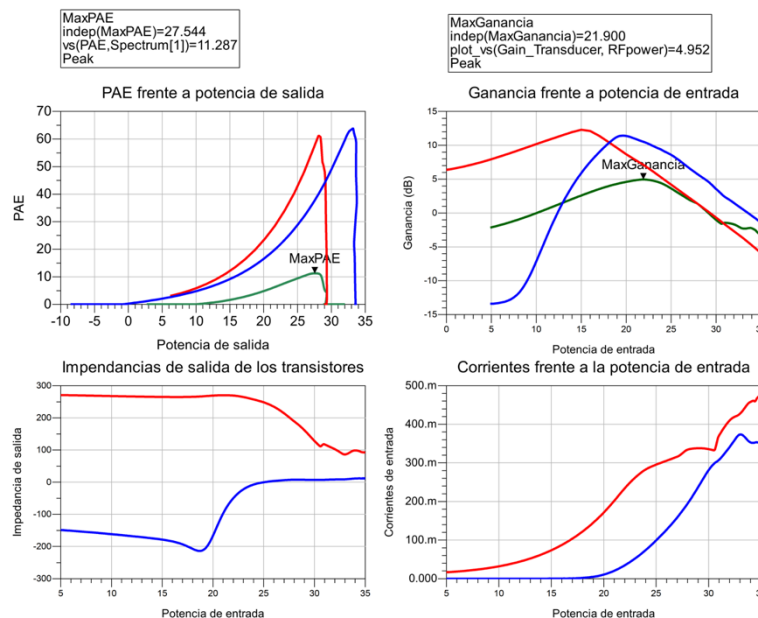 MaxPAE
indep(MaxPAE)=27.544
vs(PAE,Spectrum[1])=11.287
Peak
MaxGanancia
indep(MaxGanancia)=21.900
plot_vs(Gain_Transducer, RFpower)=4.952
Peak
PAE frente a potencia de salida
70
60
50
40
30
20
10
0
PAE
MaxPAE
-10 -5 0 5 10 15 20 25 30 35
Potencia de salida
Ganancia frente a potencia de entrada
15
10
5
0
-5
-10
-15
Ganancia (dB)
MaxGanancia
0 5 10 15 20 25 30 35
Potencia de entrada
Impendancias de salida de los transistores
300
200
100
0
-100
-200
-300
Impedancia de salida
5 10 15 20 25 30 35
Potencia de entrada
Corrientes frente a la potencia de entrada
500.m
400.m
300.m
200.m
100.m
0.000
Corrientes de entrada
5 10 15 20 25 30 35
Potencia de entrada